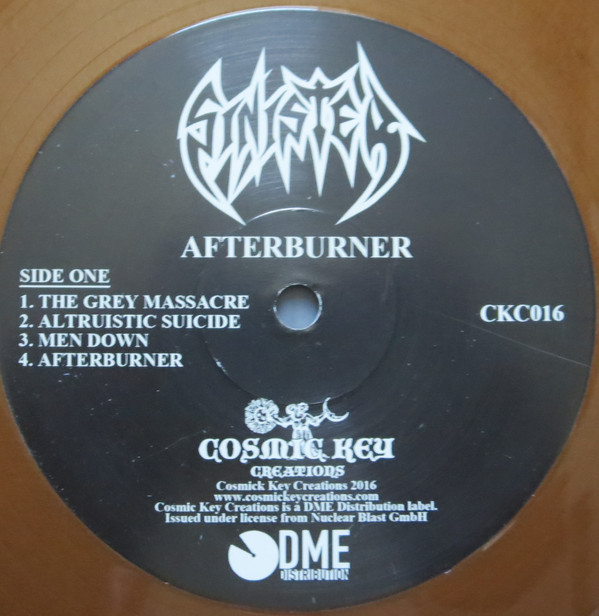 SINISTER
AFTERBURNER
SIDE ONE
1. THE GREY MASSACRE
2. ALTRUISTIC SUICIDE
3. MEN DOWN
4. AFTERBURNER
CKC016
COSMIC KEY
CREATIONS
Cosmick Key Creations 2016
www.cosmickeycreations.com
Cosmic Key Creations is a DME Distribution label.
Issued under license from Nuclear Blast GmbH
DME
DISTRIBUTION